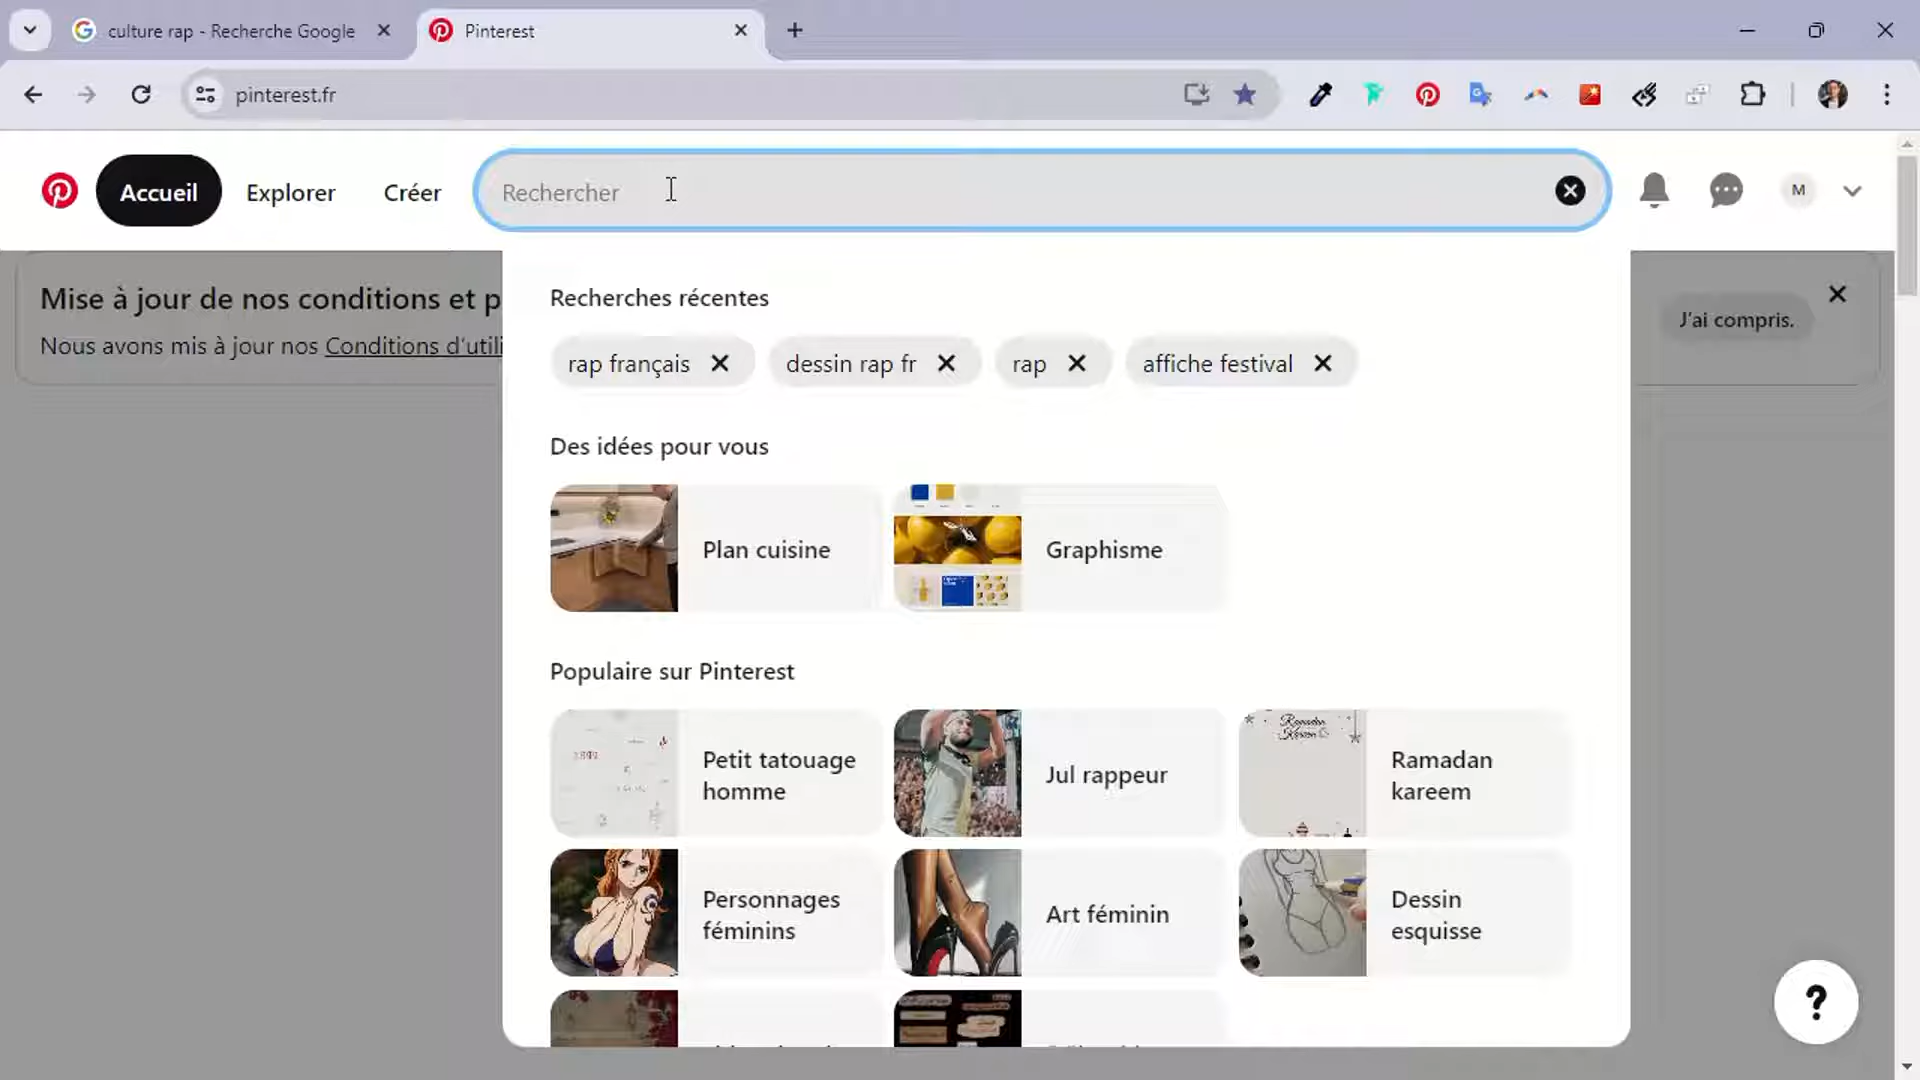 culture rap - Recherche Google
Pinterest
pinterest.fr
Accueil
Explorer
Créer
Rechercher
M
Mise à jour de nos conditions et p
Nous avons mis à jour nos Conditions d'utili
J'ai compris.
Recherches récentes
rap français
dessin rap fr
rap
affiche festival
Des idées pour vous
Plan cuisine
Graphisme
Populaire sur Pinterest
Petit tatouage
homme
Jul rappeur
Ramadan
Kareem
Ramadan
kareem
Personnages
féminins
Art féminin
Dessin
esquisse
?